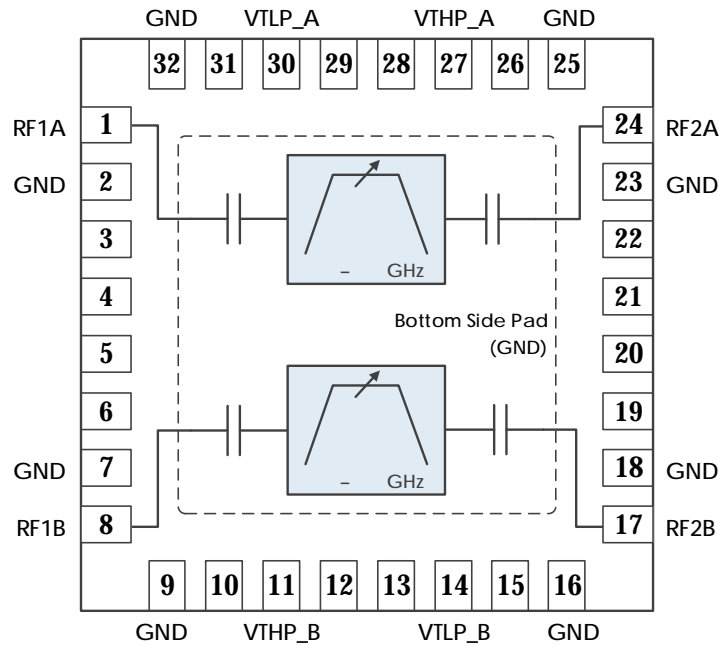 GND VTLP_A VTHP_A GND
32 31 30 29 28 27 26 25
RF1A 1 24 RF2A
GND 2 23 GND
3 22
– GHz
4 21
Bottom Side Pad
(GND)
5 20
6 19
GND 7 18 GND
– GHz
RF1B 8 17 RF2B
9 10 11 12 13 14 15 16
GND VTHP_B VTLP_B GND